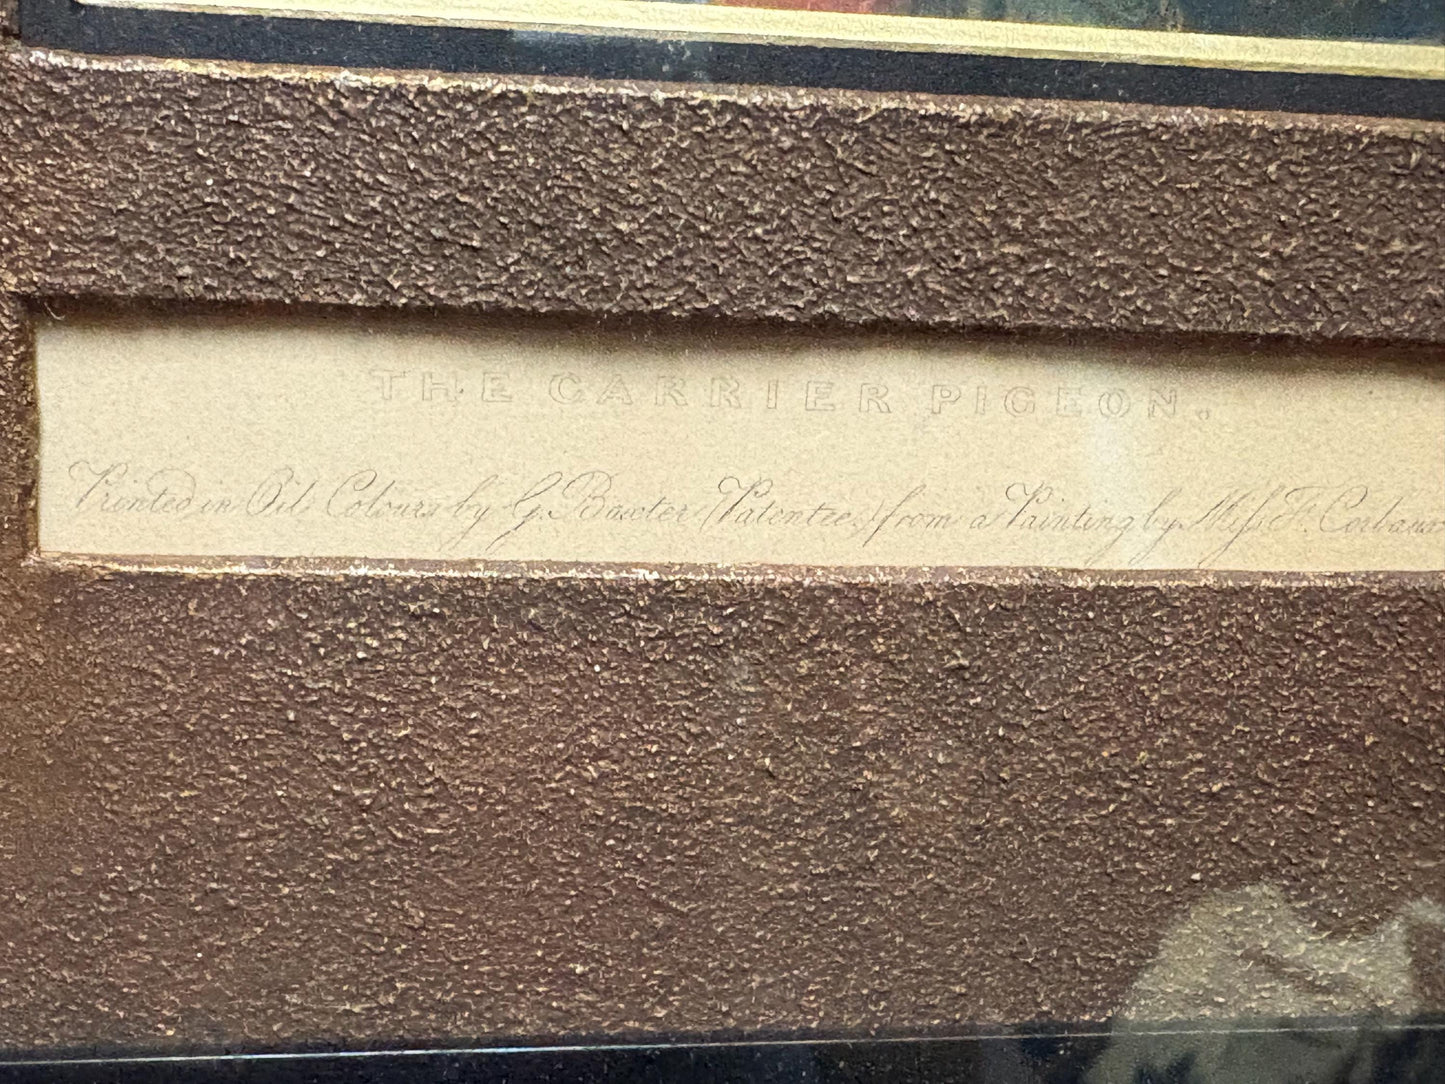 THE CARRIER PIGEON.
Printed in Oil Colours by G. Baxter (Patentee) from a Painting by Miss F. Corbaux